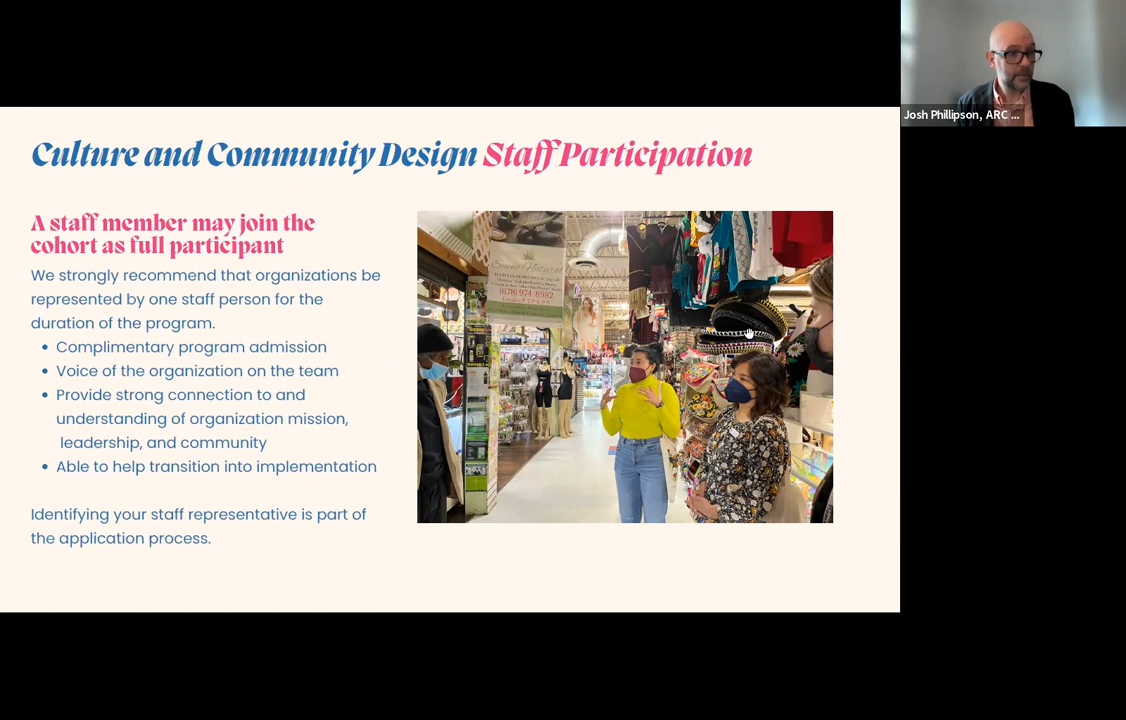 Josh Phillipson, ARC ...
Culture and Community Design Staff Participation
A staff member may join the
cohort as full participant
We strongly recommend that organizations be
represented by one staff person for the
duration of the program.
• Complimentary program admission
• Voice of the organization on the team
• Provide strong connection to and
understanding of organization mission,
leadership, and community
• Able to help transition into implementation
Identifying your staff representative is part of
the application process.
(678) 974-8982